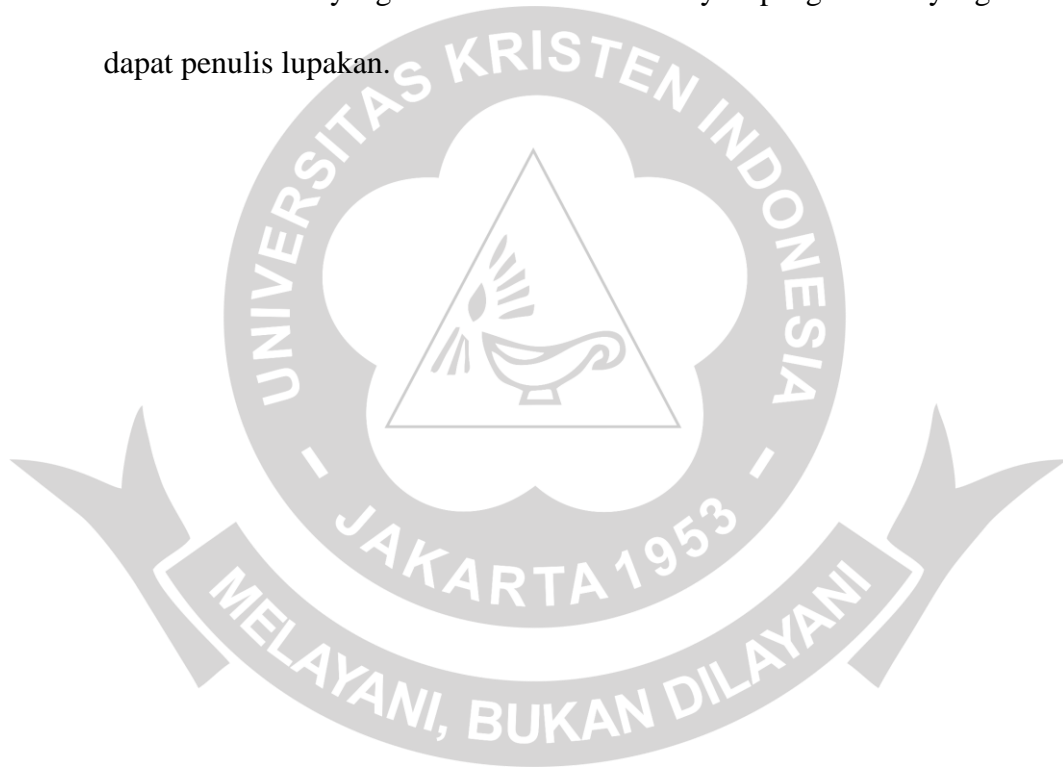 dapat penulis lupakan.
UNIVERSITAS KRISTEN INDONESIA
- JAKARTA 1953 -
MELAYANI, BUKAN DILAYANI